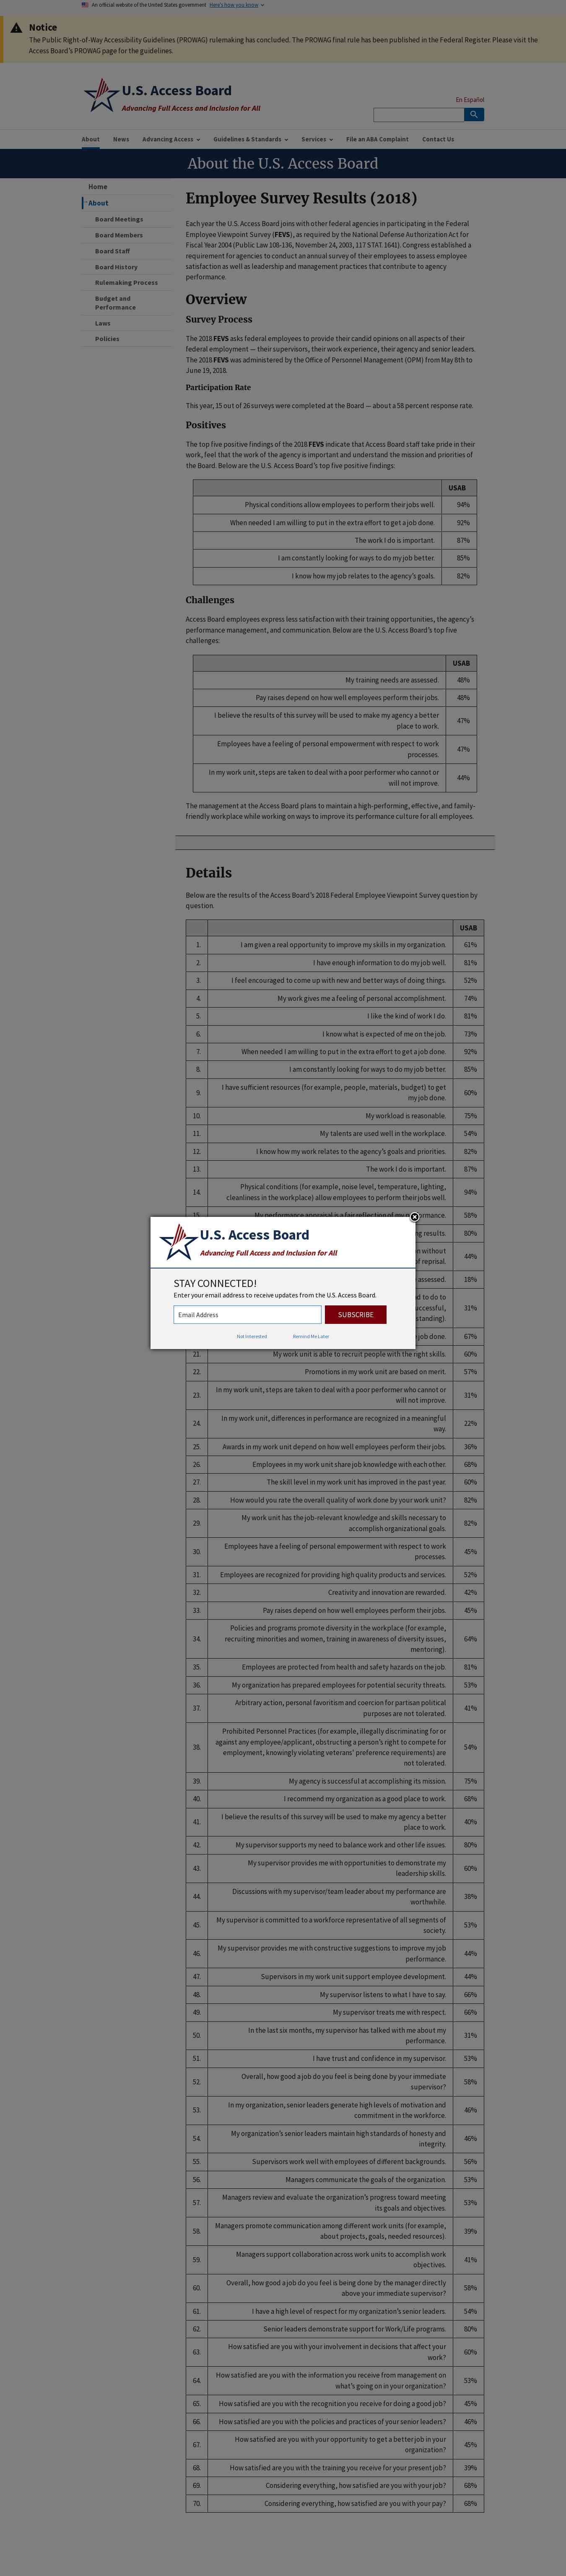 An official website of the United States government Here's how you know
Notice
The Public Right-of-Way Accessibility Guidelines (PROWAG) rulemaking has concluded. The PROWAG final rule has been published in the Federal Register. Please visit the
Access Board's PROWAG page for the guidelines.
U.S. Access Board
Advancing Full Access and Inclusion for All
En Español
About News Advancing Access Guidelines & Standards Services File an ABA Complaint Contact Us
About the U.S. Access Board
Home
About
Board Meetings
Board Members
Board Staff
Board History
Rulemaking Process
Budget and
Performance
Laws
Policies
Employee Survey Results (2018)
Each year the U.S. Access Board joins with other federal agencies in participating in the Federal
Employee Viewpoint Survey (FEVS), as required by the National Defense Authorization Act for
Fiscal Year 2004 (Public Law 108-136, November 24, 2003, 117 STAT. 1641). Congress established a
requirement for agencies to conduct an annual survey of their employees to assess employee
satisfaction as well as leadership and management practices that contribute to agency
performance.
Overview
Survey Process
The 2018 FEVS asks federal employees to provide their candid opinions on all aspects of their
federal employment — their supervisors, their work experience, their agency and senior leaders.
The 2018 FEVS was administered by the Office of Personnel Management (OPM) from May 8th to
June 19, 2018.
Participation Rate
This year, 15 out of 26 surveys were completed at the Board — about a 58 percent response rate.
Positives
The top five positive findings of the 2018 FEVS indicate that Access Board staff take pride in their
work, feel that the work of the agency is important and understand the mission and priorities of
the Board. Below are the U.S. Access Board's top five positive findings:
USAB
Physical conditions allow employees to perform their jobs well. 94%
When needed I am willing to put in the extra effort to get a job done. 92%
The work I do is important. 87%
I am constantly looking for ways to do my job better. 85%
I know how my job relates to the agency's goals. 82%
Challenges
Access Board employees express less satisfaction with their training opportunities, the agency's
performance management, and communication. Below are the U.S. Access Board's top five
challenges:
USAB
My training needs are assessed. 48%
Pay raises depend on how well employees perform their jobs. 48%
I believe the results of this survey will be used to make my agency a better
place to work. 47%
Employees have a feeling of personal empowerment with respect to work
processes. 47%
In my work unit, steps are taken to deal with a poor performer who cannot or
will not improve. 44%
The management at the Access Board plans to maintain a high-performing, effective, and family-
friendly workplace while working on ways to improve its performance culture for all employees.
Details
Below are the results of the Access Board's 2018 Federal Employee Viewpoint Survey question by
question.
USAB
1. I am given a real opportunity to improve my skills in my organization. 61%
2. I have enough information to do my job well. 81%
3. I feel encouraged to come up with new and better ways of doing things. 52%
4. My work gives me a feeling of personal accomplishment. 74%
5. I like the kind of work I do. 81%
6. I know what is expected of me on the job. 73%
7. When needed I am willing to put in the extra effort to get a job done. 92%
8. I am constantly looking for ways to do my job better. 85%
9. I have sufficient resources (for example, people, materials, budget) to get
my job done. 60%
10. My workload is reasonable. 75%
11. My talents are used well in the workplace. 54%
12. I know how my work relates to the agency's goals and priorities. 82%
13. The work I do is important. 87%
14. Physical conditions (for example, noise level, temperature, lighting,
cleanliness in the workplace) allow employees to perform their jobs well. 94%
15. My performance appraisal is a fair reflection of my performance. 58%
ng results. 80%
n without
of reprisal. 44%
assessed. 18%
d to do to
uccessful,
tstanding). 31%
job done. 67%
U.S. Access Board
Advancing Full Access and Inclusion for All
STAY CONNECTED!
Enter your email address to receive updates from the U.S. Access Board.
Email Address
SUBSCRIBE
Not Interested Remind Me Later
21. My work unit is able to recruit people with the right skills. 60%
22. Promotions in my work unit are based on merit. 57%
23. In my work unit, steps are taken to deal with a poor performer who cannot or
will not improve. 31%
24. In my work unit, differences in performance are recognized in a meaningful
way. 22%
25. Awards in my work unit depend on how well employees perform their jobs. 36%
26. Employees in my work unit share job knowledge with each other. 68%
27. The skill level in my work unit has improved in the past year. 60%
28. How would you rate the overall quality of work done by your work unit? 82%
29. My work unit has the job-relevant knowledge and skills necessary to
accomplish organizational goals. 82%
30. Employees have a feeling of personal empowerment with respect to work
processes. 45%
31. Employees are recognized for providing high quality products and services. 52%
32. Creativity and innovation are rewarded. 42%
33. Pay raises depend on how well employees perform their jobs. 45%
34. Policies and programs promote diversity in the workplace (for example,
recruiting minorities and women, training in awareness of diversity issues,
mentoring). 64%
35. Employees are protected from health and safety hazards on the job. 81%
36. My organization has prepared employees for potential security threats. 53%
37. Arbitrary action, personal favoritism and coercion for partisan political
purposes are not tolerated. 41%
38. Prohibited Personnel Practices (for example, illegally discriminating for or
against any employee/applicant, obstructing a person's right to compete for
employment, knowingly violating veterans' preference requirements) are
not tolerated. 54%
39. My agency is successful at accomplishing its mission. 75%
40. I recommend my organization as a good place to work. 68%
41. I believe the results of this survey will be used to make my agency a better
place to work. 40%
42. My supervisor supports my need to balance work and other life issues. 80%
43. My supervisor provides me with opportunities to demonstrate my
leadership skills. 60%
44. Discussions with my supervisor/team leader about my performance are
worthwhile. 38%
45. My supervisor is committed to a workforce representative of all segments of
society. 53%
46. My supervisor provides me with constructive suggestions to improve my job
performance. 44%
47. Supervisors in my work unit support employee development. 44%
48. My supervisor listens to what I have to say. 66%
49. My supervisor treats me with respect. 66%
50. In the last six months, my supervisor has talked with me about my
performance. 31%
51. I have trust and confidence in my supervisor. 53%
52. Overall, how good a job do you feel is being done by your immediate
supervisor? 58%
53. In my organization, senior leaders generate high levels of motivation and
commitment in the workforce. 46%
54. My organization's senior leaders maintain high standards of honesty and
integrity. 46%
55. Supervisors work well with employees of different backgrounds. 56%
56. Managers communicate the goals of the organization. 53%
57. Managers review and evaluate the organization's progress toward meeting
its goals and objectives. 53%
58. Managers promote communication among different work units (for example,
about projects, goals, needed resources). 39%
59. Managers support collaboration across work units to accomplish work
objectives. 41%
60. Overall, how good a job do you feel is being done by the manager directly
above your immediate supervisor? 58%
61. I have a high level of respect for my organization's senior leaders. 54%
62. Senior leaders demonstrate support for Work/Life programs. 80%
63. How satisfied are you with your involvement in decisions that affect your
work? 60%
64. How satisfied are you with the information you receive from management on
what's going on in your organization? 53%
65. How satisfied are you with the recognition you receive for doing a good job? 45%
66. How satisfied are you with the policies and practices of your senior leaders? 46%
67. How satisfied are you with your opportunity to get a better job in your
organization? 45%
68. How satisfied are you with the training you receive for your present job? 39%
69. Considering everything, how satisfied are you with your job? 68%
70. Considering everything, how satisfied are you with your pay? 68%